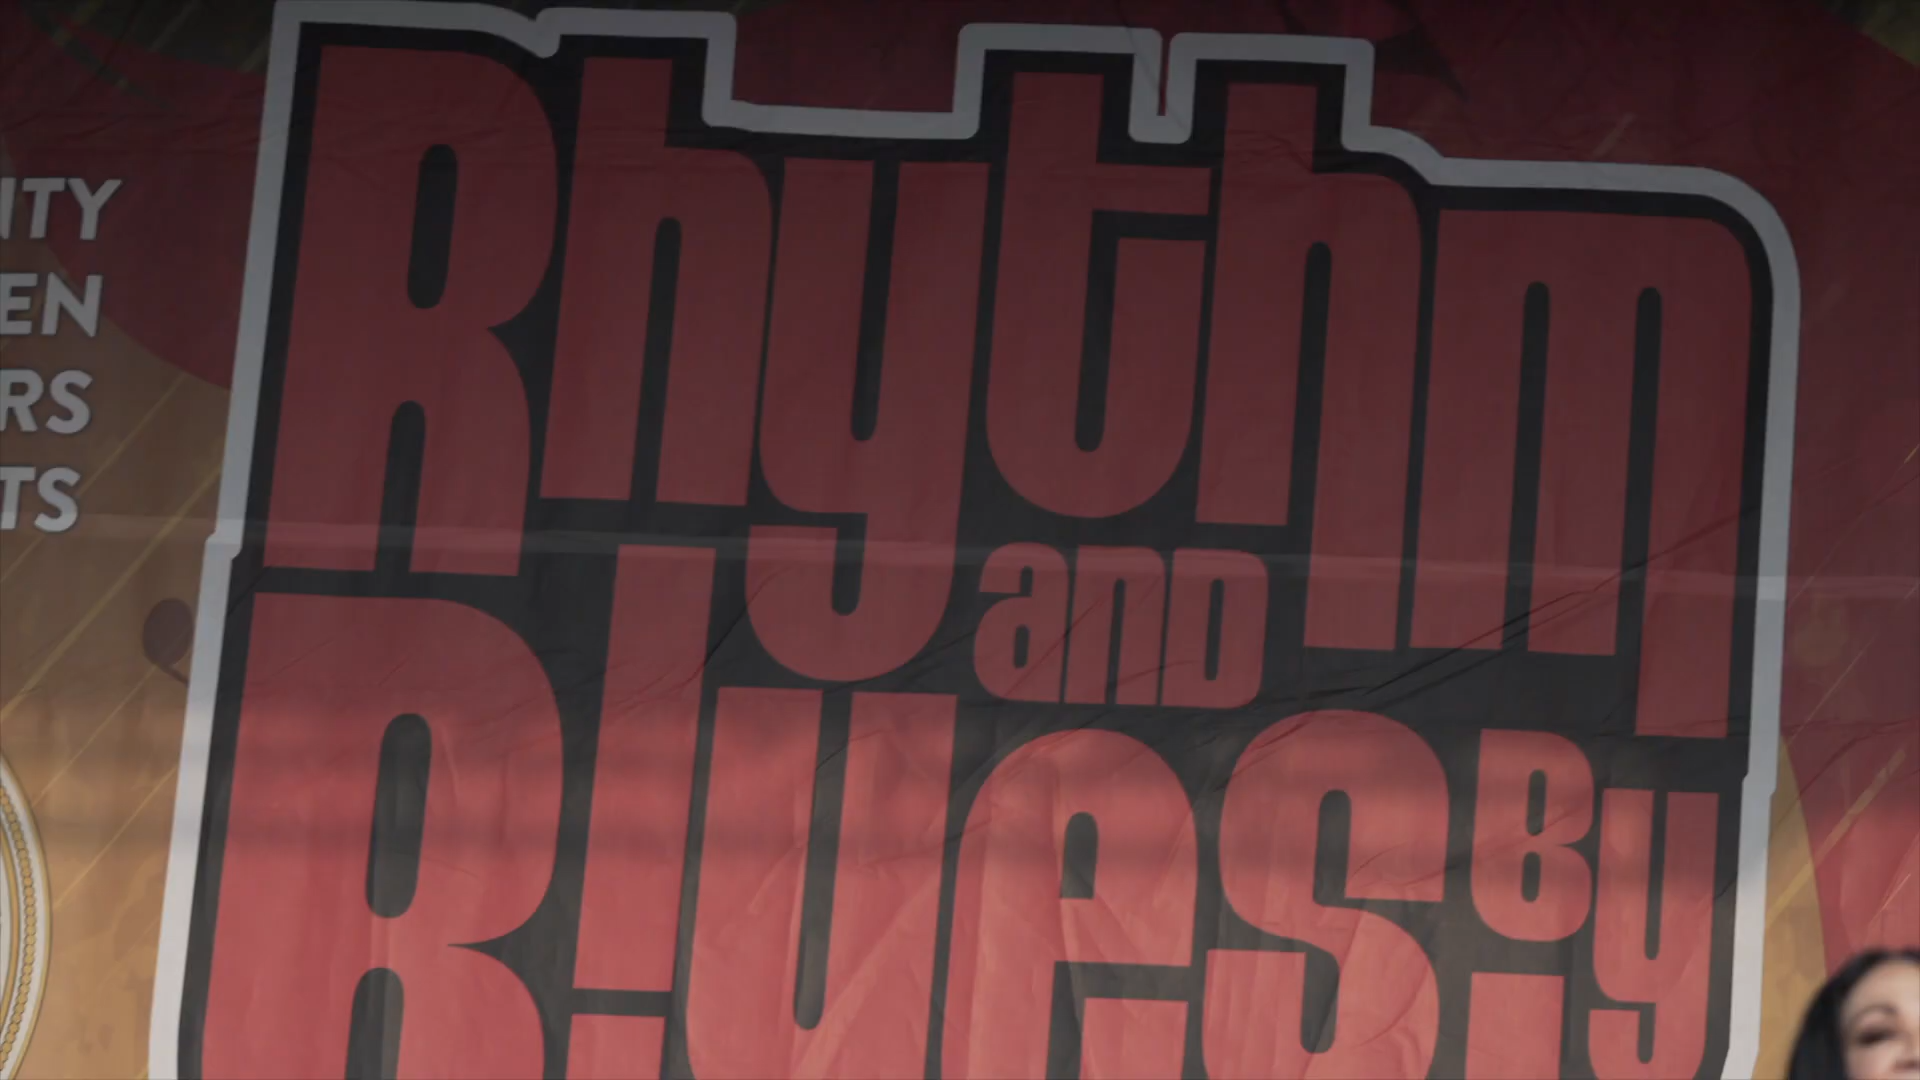 ITY
EN
RS
TS
Rhythm
and
Blues By